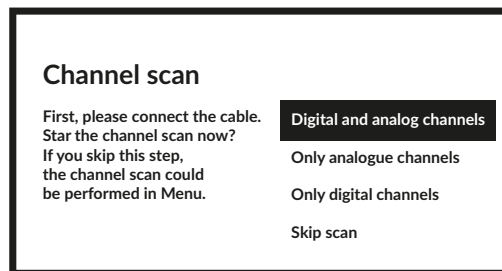 Channel scan
First, please connect the cable.
Star the channel scan now?
If you skip this step,
the channel scan could
be performed in Menu.
Digital and analog channels
Only analogue channels
Only digital channels
Skip scan